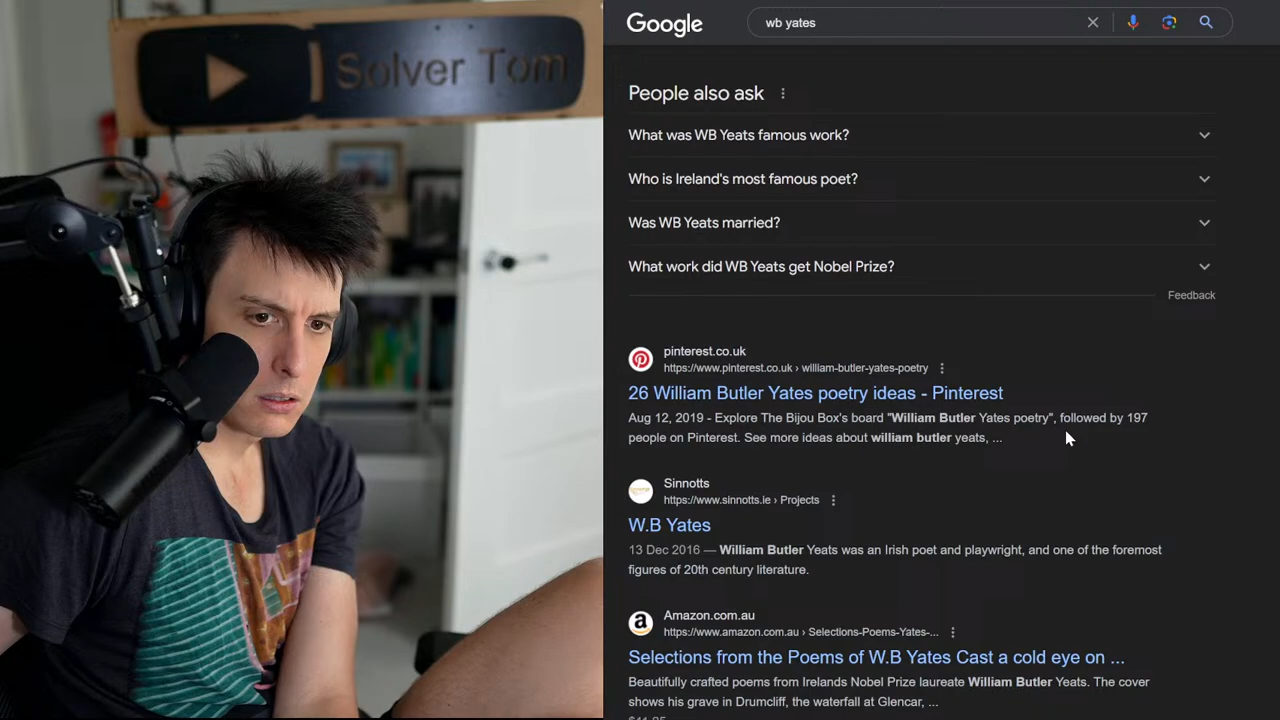 Solver Tom
Google
wb yates
People also ask
What was WB Yeats famous work?
Who is Ireland's most famous poet?
Was WB Yeats married?
What work did WB Yeats get Nobel Prize?
Feedback
pinterest.co.uk
https://www.pinterest.co.uk › william-butler-yates-poetry
26 William Butler Yates poetry ideas - Pinterest
Aug 12, 2019 - Explore The Bijou Box's board "William Butler Yates poetry", followed by 197
people on Pinterest. See more ideas about william butler yeats, ...
Sinnotts
https://www.sinnotts.ie › Projects
W.B Yates
13 Dec 2016 — William Butler Yeats was an Irish poet and playwright, and one of the foremost
figures of 20th century literature.
a
Amazon.com.au
https://www.amazon.com.au › Selections-Poems-Yates-...
Selections from the Poems of W.B Yates Cast a cold eye on ...
Beautifully crafted poems from Irelands Nobel Prize laureate William Butler Yeats. The cover
shows his grave in Drumcliff, the waterfall at Glencar, ...